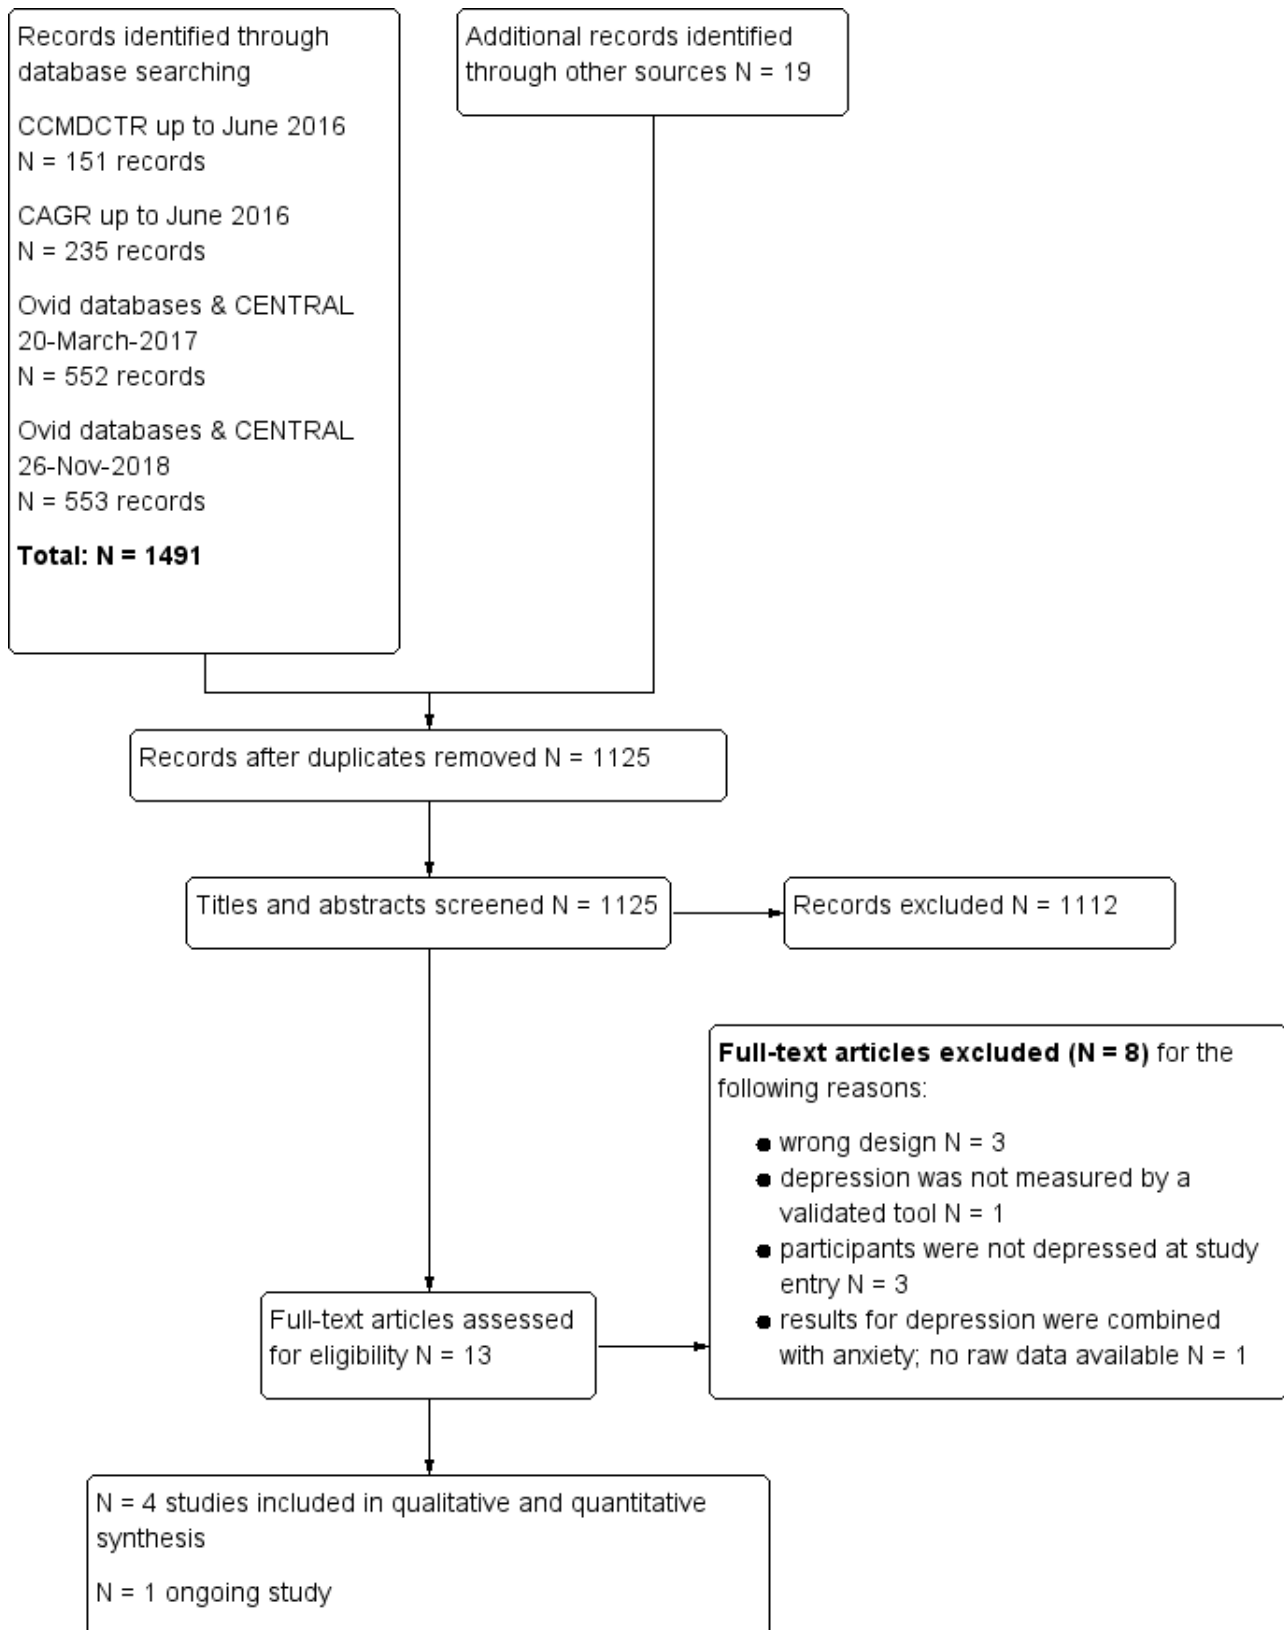 Records identified through
database searching
CCMDCTR up to June 2016
N = 151 records
CAGR up to June 2016
N = 235 records
Ovid databases & CENTRAL
20-March-2017
N = 552 records
Ovid databases & CENTRAL
26-Nov-2018
N = 553 records
Total: N = 1491
Additional records identified
through other sources N = 19
Records after duplicates removed N = 1125
Titles and abstracts screened N = 1125
Records excluded N = 1112
Full-text articles excluded (N = 8) for the
following reasons:
● wrong design N = 3
● depression was not measured by a
validated tool N = 1
● participants were not depressed at study
entry N = 3
● results for depression were combined
with anxiety; no raw data available N = 1
Full-text articles assessed
for eligibility N = 13
N = 4 studies included in qualitative and quantitative
synthesis
N = 1 ongoing study